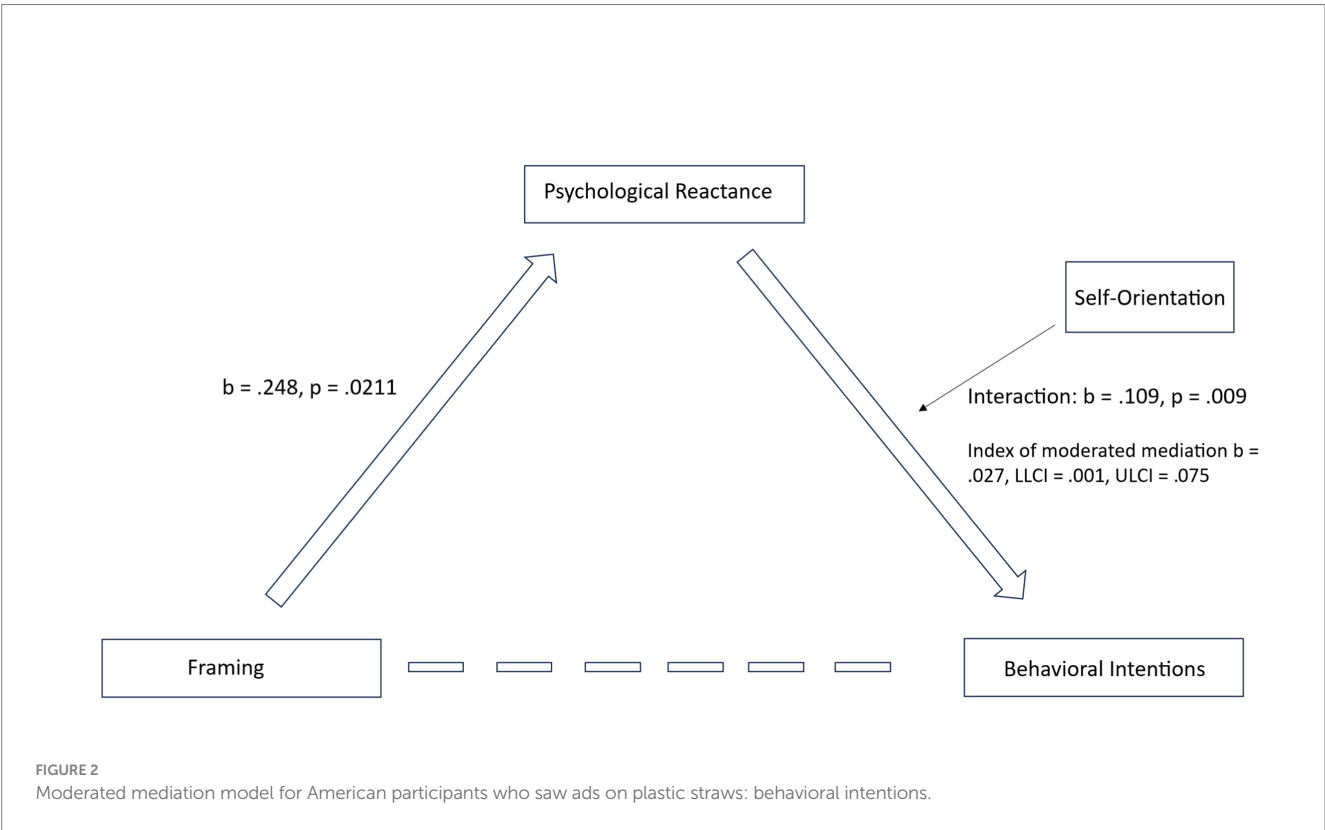 Psychological Reactance
Self-Orientation
b = .248, p = .0211
Interaction: b = .109, p = .009
Index of moderated mediation b =
.027, LLCI = .001, ULCI = .075
Framing
Behavioral Intentions
FIGURE 2
Moderated mediation model for American participants who saw ads on plastic straws: behavioral intentions.